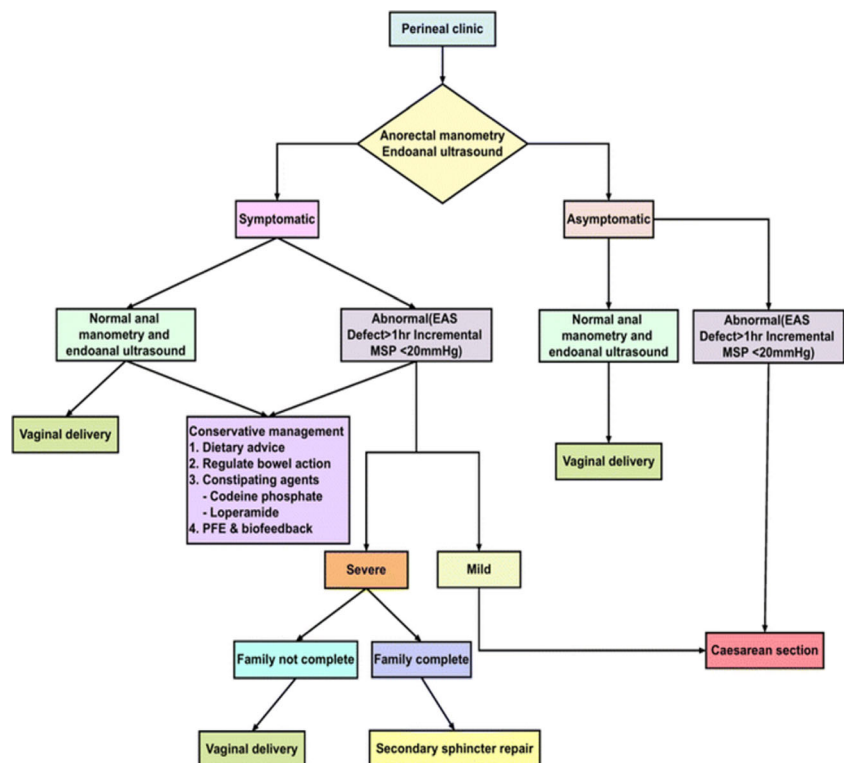 Perineal clinic
Anorectal manometry
Endoanal ultrasound
Symptomatic
Asymptomatic
Normal anal
manometry and
endoanal ultrasound
Abnormal(EAS
Defect>1hr Incremental
MSP <20mmHg)
Normal anal
manometry and
endoanal ultrasound
Abnormal(EAS
Defect>1hr Incremental
MSP <20mmHg)
Vaginal delivery
Conservative management
1. Dietary advice
2. Regulate bowel action
3. Constipating agents
- Codeine phosphate
- Loperamide
4. PFE & biofeedback
Vaginal delivery
Severe
Mild
Family not complete
Family complete
Caesarean section
Vaginal delivery
Secondary sphincter repair